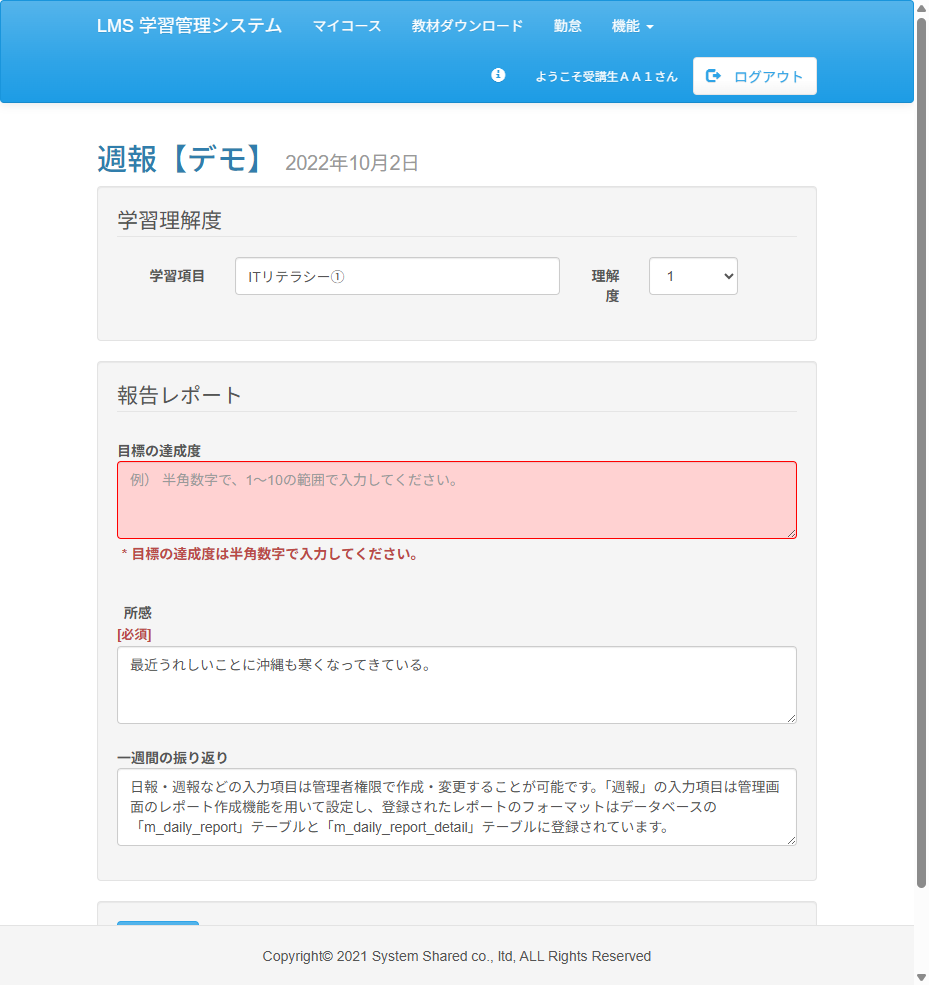 LMS 学習管理システム マイコース 教材ダウンロード 勤怠 機能
ようこそ受講生ＡＡ１さん ログアウト
週報【デモ】 2022年10月2日
学習理解度
学習項目 ITリテラシー① 理解度 1
報告レポート
目標の達成度
例） 半角数字で、1～10の範囲で入力してください。
* 目標の達成度は半角数字で入力してください。
所感
[必須]
最近うれしいことに沖縄も寒くなってきている。
一週間の振り返り
日報・週報などの入力項目は管理者権限で作成・変更することが可能です。「週報」の入力項目は管理画
面のレポート作成機能を用いて設定し、登録されたレポートのフォーマットはデータベースの
「m_daily_report」テーブルと「m_daily_report_detail」テーブルに登録されています。
Copyright© 2021 System Shared co., ltd, ALL Rights Reserved